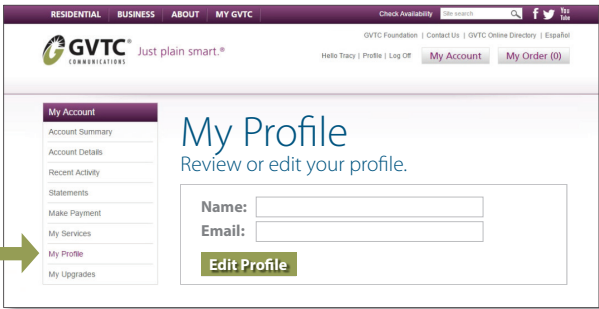 RESIDENTIAL BUSINESS ABOUT MY GVTC Check Availability Site search f You Tube
GVTC Foundation | Contact Us | GVTC Online Directory | Español
GVTC® Just plain smart.®
COMMUNICATIONS
Hello Tracy | Profile | Log Off My Account My Order (0)
My Account
Account Summary
Account Details
Recent Activity
Statements
Make Payment
My Services
My Profile
My Upgrades
My Profile
Review or edit your profile.
Name:
Email:
Edit Profile